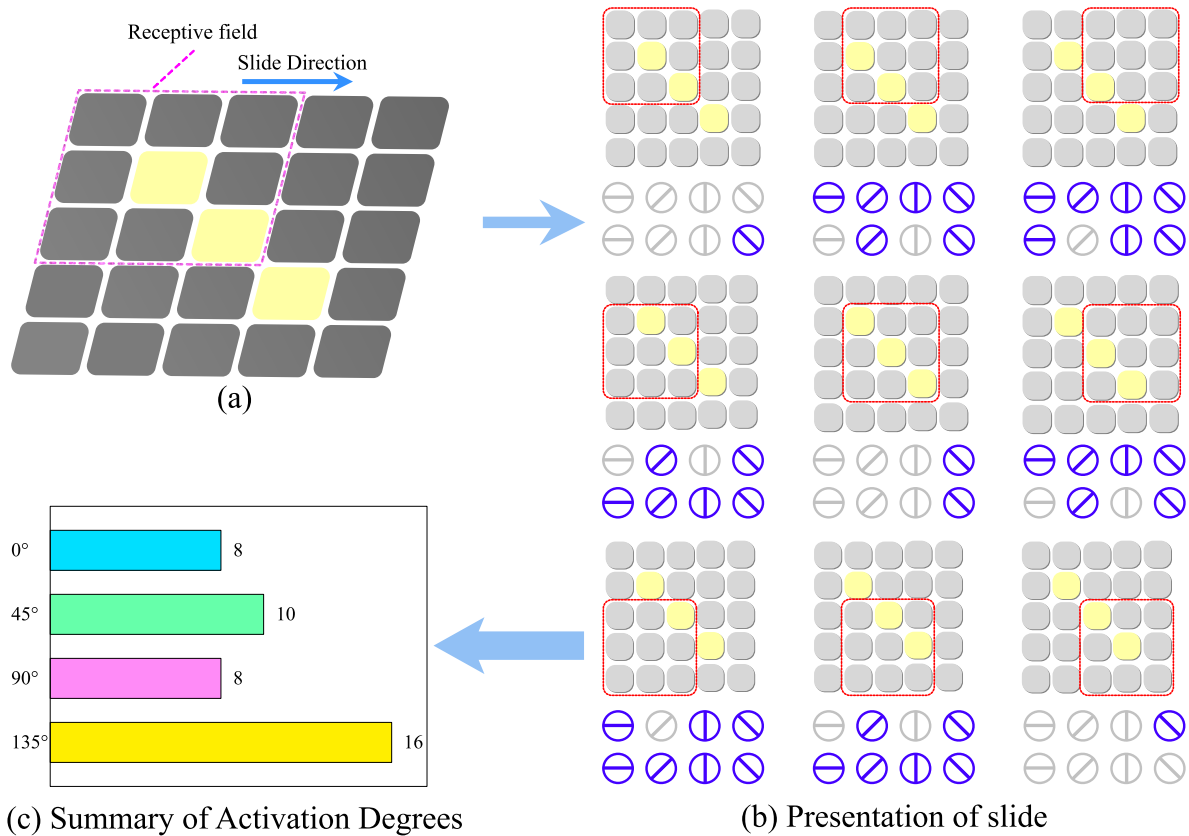 Receptive field
Slide Direction
(a)
0°
8
45°
10
90°
8
135°
16
(c) Summary of Activation Degrees
(b) Presentation of slide